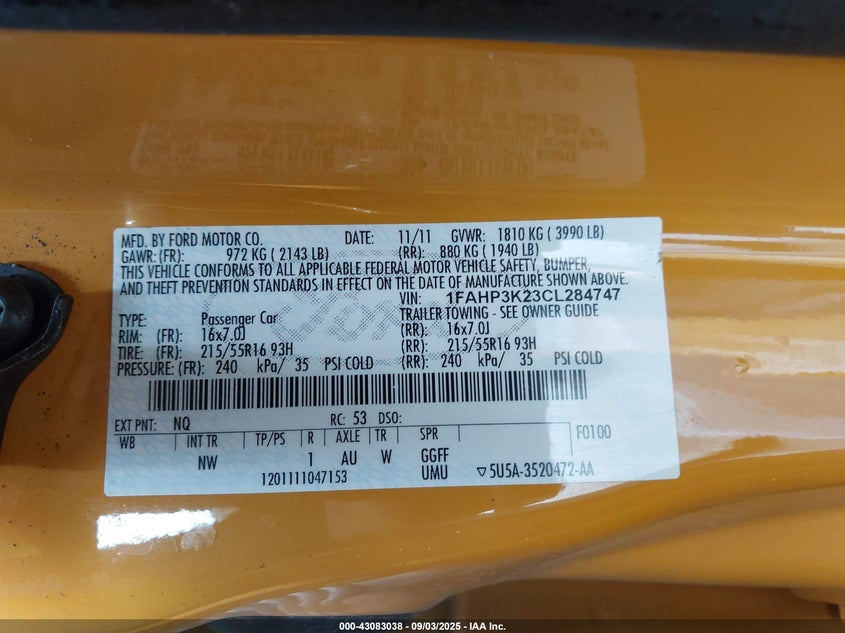 MFD. BY FORD MOTOR CO. DATE: 11/11 GVWR: 1810 KG ( 3990 LB)
GAWR: (FR): 972 KG ( 2143 LB) (RR): 880 KG ( 1940 LB)
THIS VEHICLE CONFORMS TO ALL APPLICABLE FEDERAL MOTOR VEHICLE SAFETY, BUMPER,
AND THEFT PREVENTION STANDARDS IN EFFECT ON THE DATE OF MANUFACTURE SHOWN ABOVE.
VIN: 1FAHP3K23CL284747
TYPE: Passenger Car TRAILER TOWING - SEE OWNER GUIDE
RIM: (FR): 16x7.0J (RR): 16x7.0J
TIRE: (FR): 215/55R16 93H (RR): 215/55R16 93H
PRESSURE: (FR): 240 kPa/ 35 PSI COLD (RR): 240 kPa/ 35 PSI COLD
EXT PNT: NQ RC: 53 DSO:
WB INT TR TP/PS R AXLE TR SPR F0100
NW 1 AU W GGFF
1201111047153 UMU ▽5U5A-3520472-AA
000-43083038 - 09/03/2025 - IAA Inc.